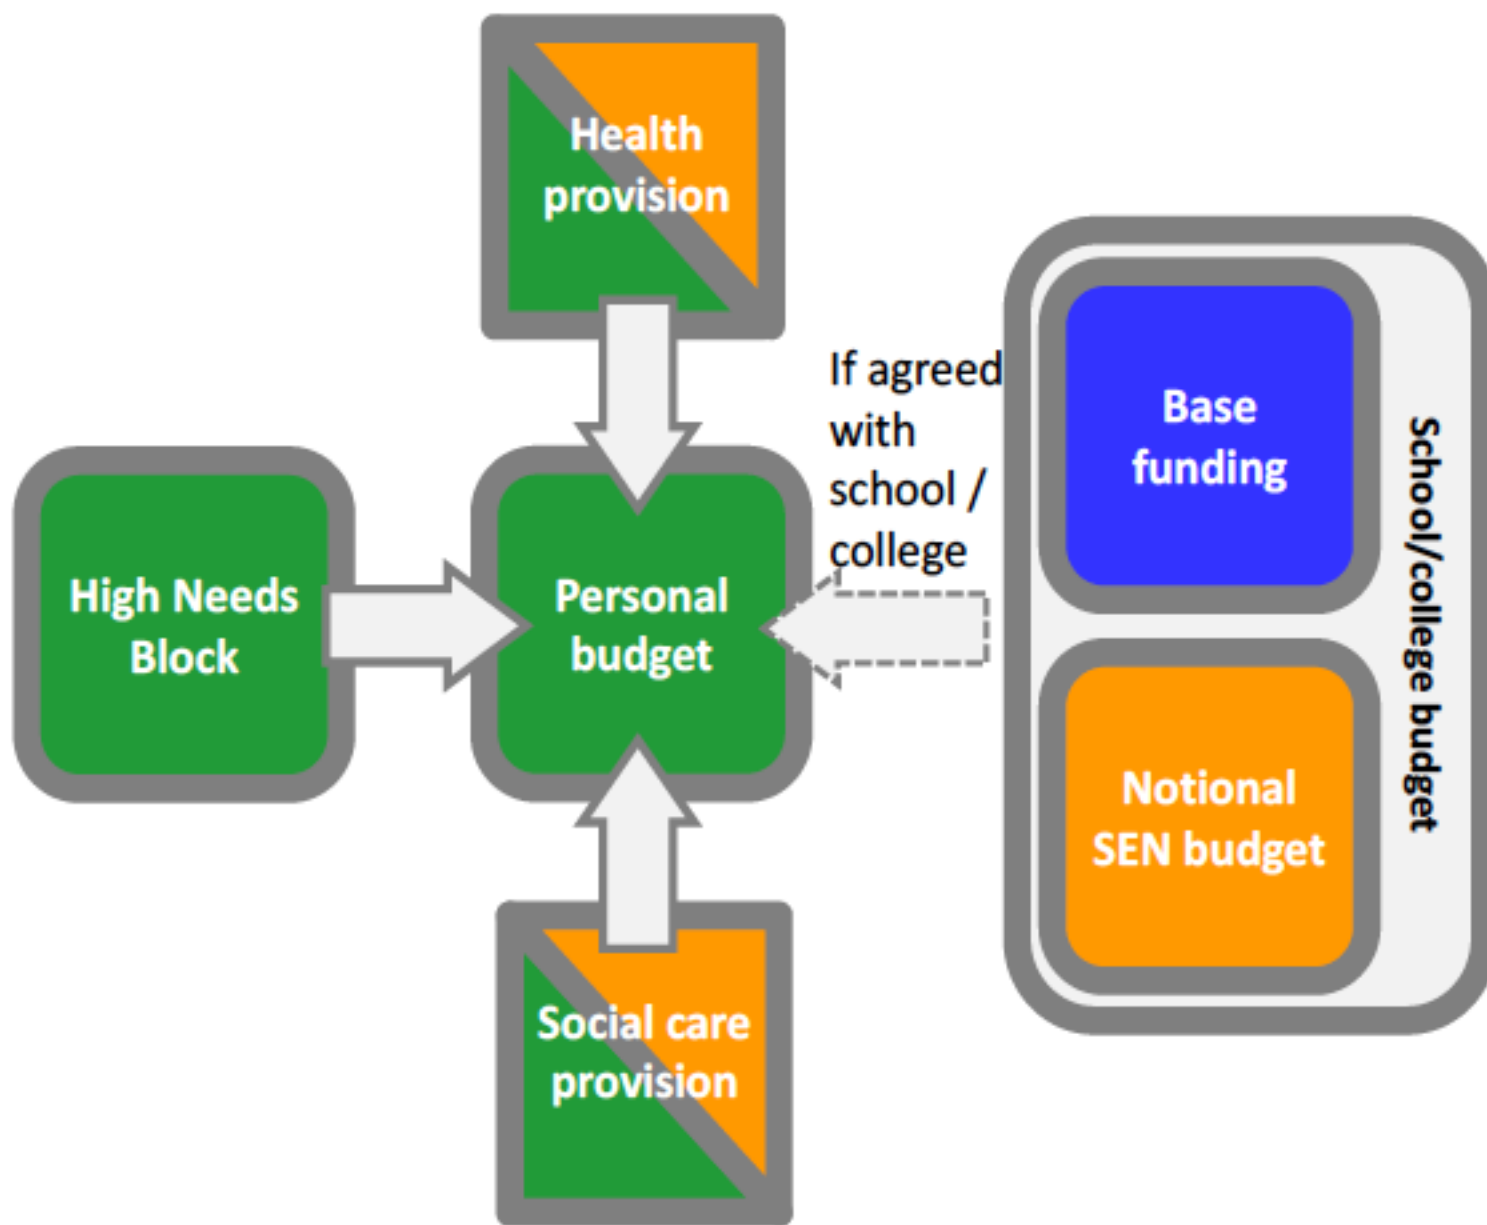 Health
provision
If agreed
with
school /
college
Base
funding
School/college budget
High Needs
Block
Personal
budget
Notional
SEN budget
Social care
provision